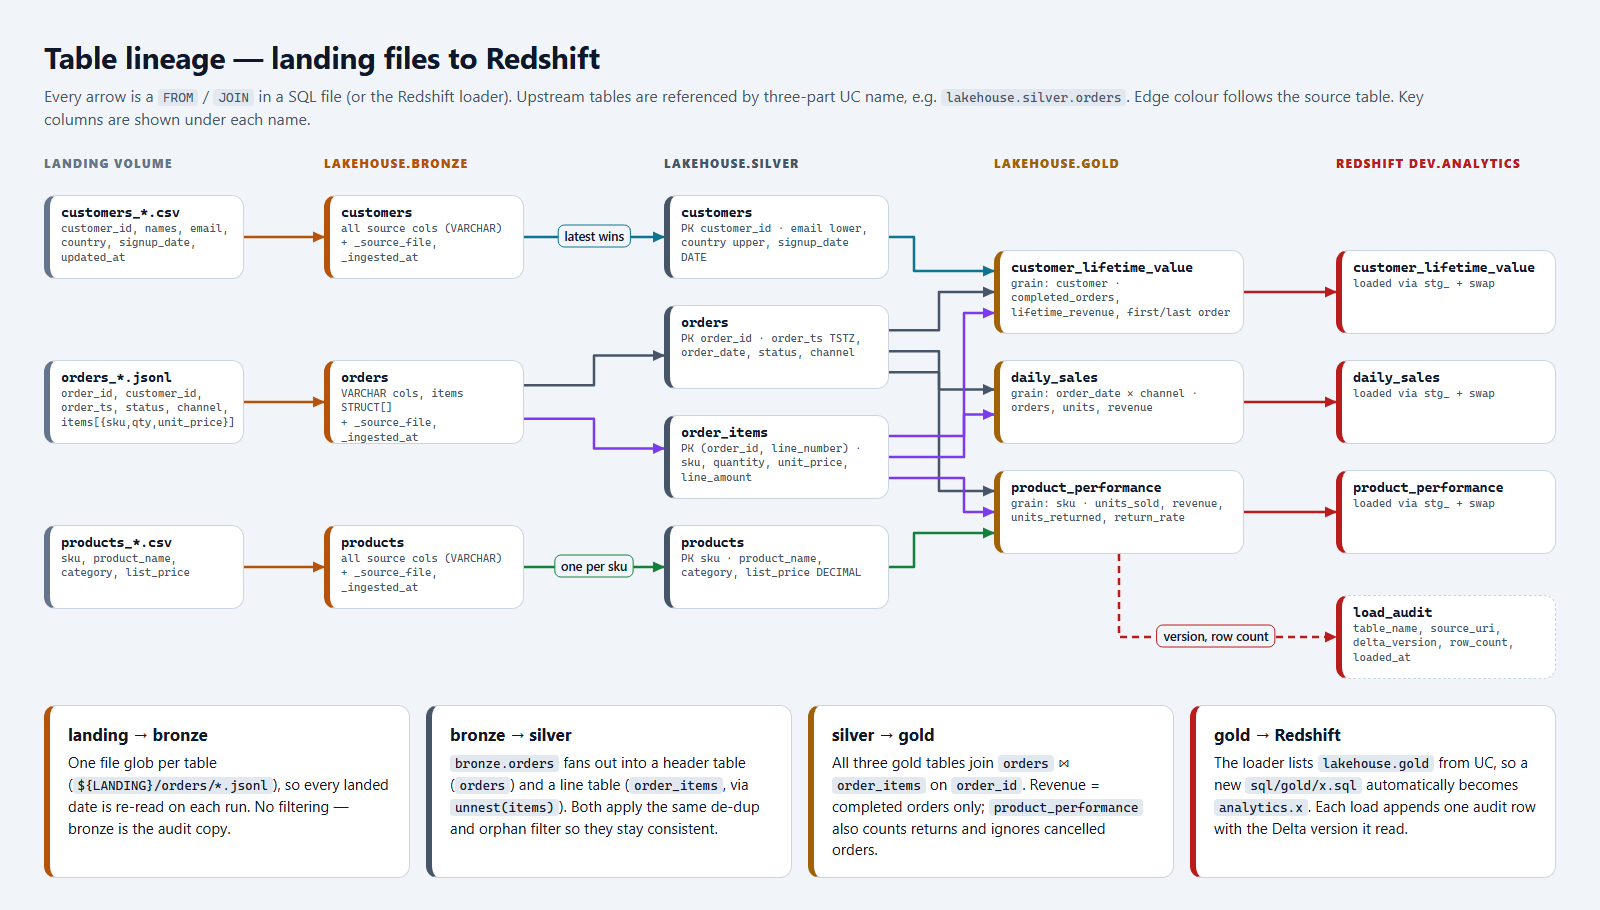 Table lineage — landing files to Redshift
Every arrow is a FROM / JOIN in a SQL file (or the Redshift loader). Upstream tables are referenced by three-part UC name, e.g. lakehouse.silver.orders. Edge colour follows the source table. Key
columns are shown under each name.
LANDING VOLUME
customers_*.csv
customer_id, names, email,
country, signup_date,
updated_at
orders_*.jsonl
order_id, customer_id,
order_ts, status, channel,
items[{sku,qty,unit_price}]
products_*.csv
sku, product_name,
category, list_price
LAKEHOUSE.BRONZE
customers
all source cols (VARCHAR)
+ _source_file,
_ingested_at
orders
VARCHAR cols, items
STRUCT[]
+ _source_file,
_ingested_at
products
all source cols (VARCHAR)
+ _source_file,
_ingested_at
latest wins
one per sku
LAKEHOUSE.SILVER
customers
PK customer_id · email lower,
country upper, signup_date
DATE
orders
PK order_id · order_ts TSTZ,
order_date, status, channel
order_items
PK (order_id, line_number) ·
sku, quantity, unit_price,
line_amount
products
PK sku · product_name,
category, list_price DECIMAL
LAKEHOUSE.GOLD
customer_lifetime_value
grain: customer ·
completed_orders,
lifetime_revenue, first/last order
daily_sales
grain: order_date × channel ·
orders, units, revenue
product_performance
grain: sku · units_sold, revenue,
units_returned, return_rate
version, row count
REDSHIFT DEV.ANALYTICS
customer_lifetime_value
loaded via stg_ + swap
daily_sales
loaded via stg_ + swap
product_performance
loaded via stg_ + swap
load_audit
table_name, source_uri,
delta_version, row_count,
loaded_at
landing → bronze
One file glob per table
(${LANDING}/orders/*.jsonl), so every landed
date is re-read on each run. No filtering —
bronze is the audit copy.
bronze → silver
bronze.orders fans out into a header table
(orders) and a line table (order_items, via
unnest(items)). Both apply the same de-dup
and orphan filter so they stay consistent.
silver → gold
All three gold tables join orders ⋈
order_items on order_id. Revenue =
completed orders only; product_performance
also counts returns and ignores cancelled
orders.
gold → Redshift
The loader lists lakehouse.gold from UC, so a
new sql/gold/x.sql automatically becomes
analytics.x. Each load appends one audit row
with the Delta version it read.